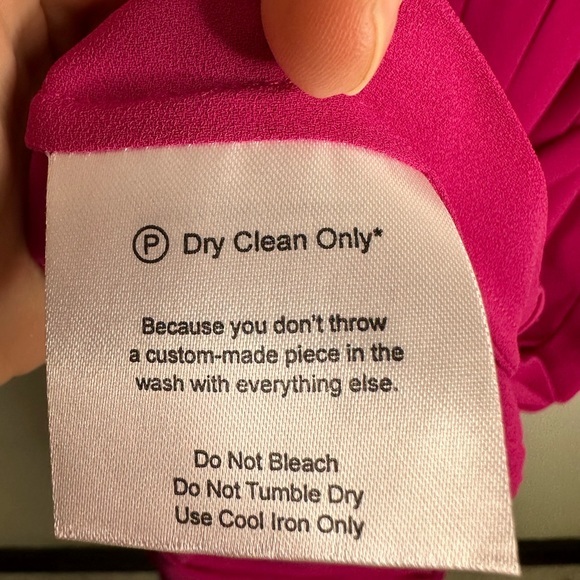 Ⓟ Dry Clean Only*
Because you don't throw
a custom-made piece in the
wash with everything else.
Do Not Bleach
Do Not Tumble Dry
Use Cool Iron Only